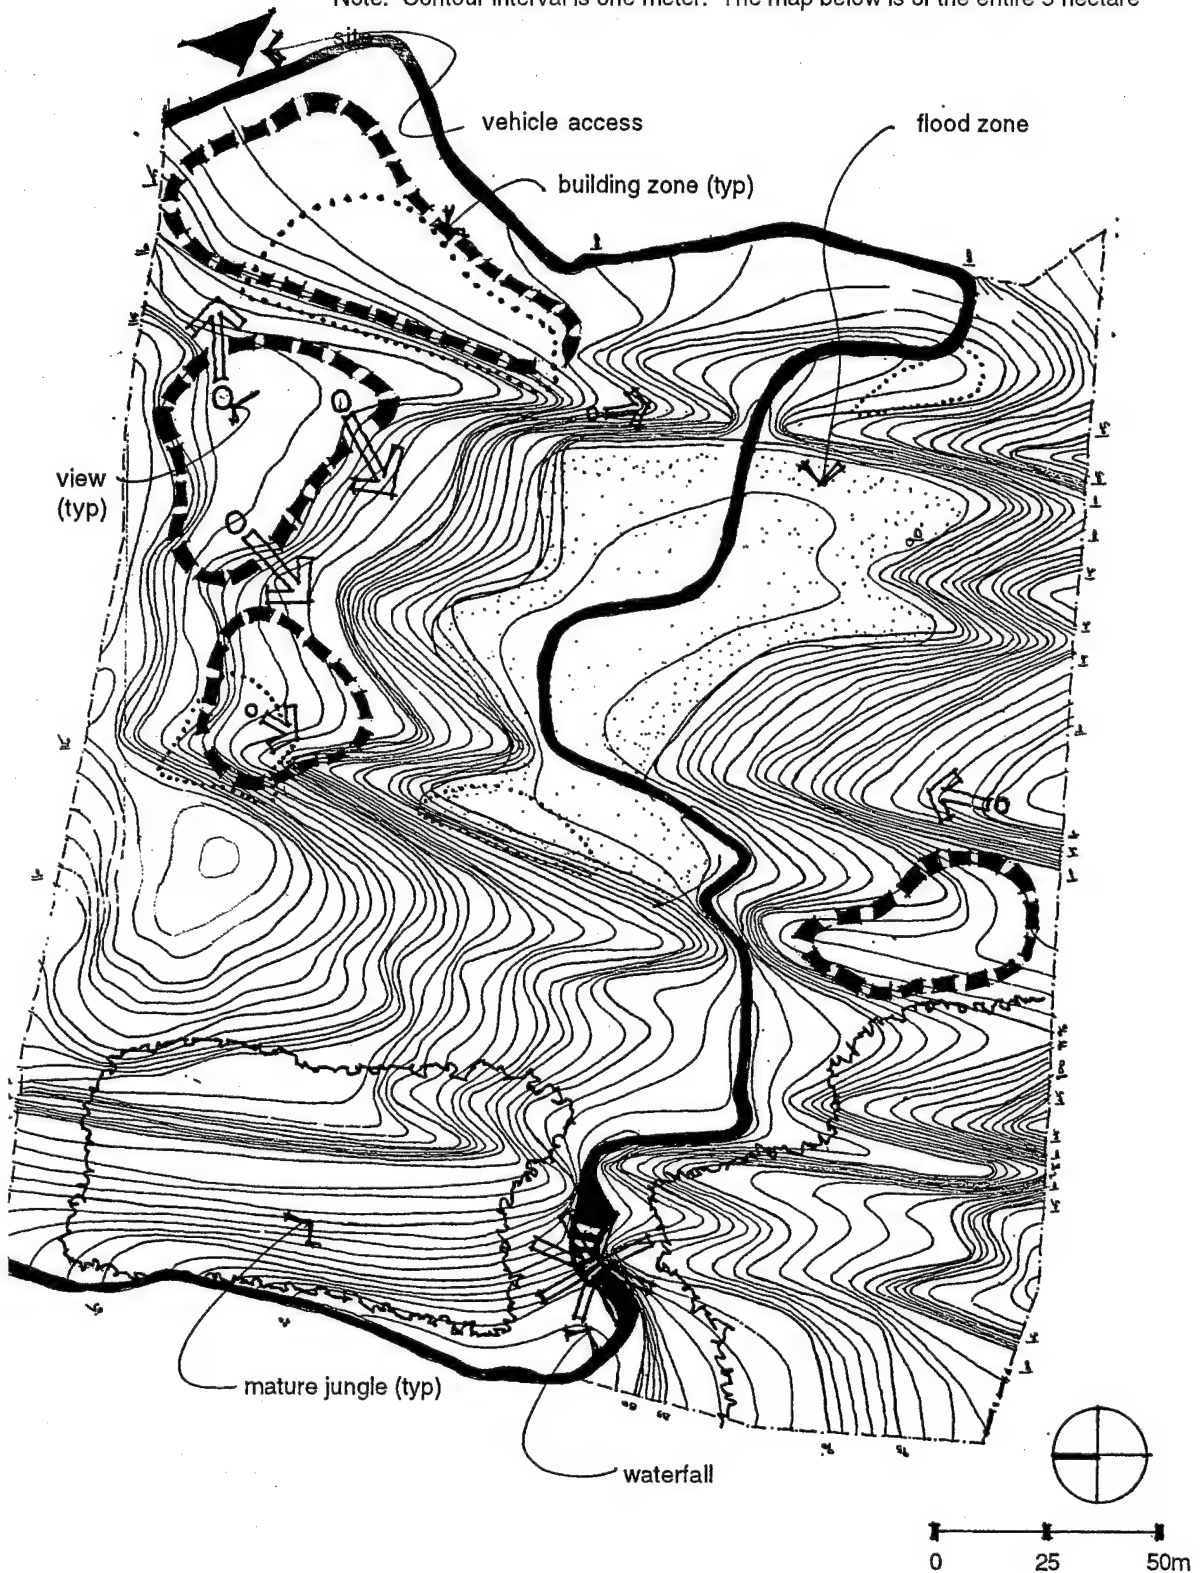 Note: Contour interval is one meter. The map below is of the entire 5 hectare
site
vehicle access
flood zone
building zone (typ)
view
(typ)
mature jungle (typ)
waterfall
0 25 50m